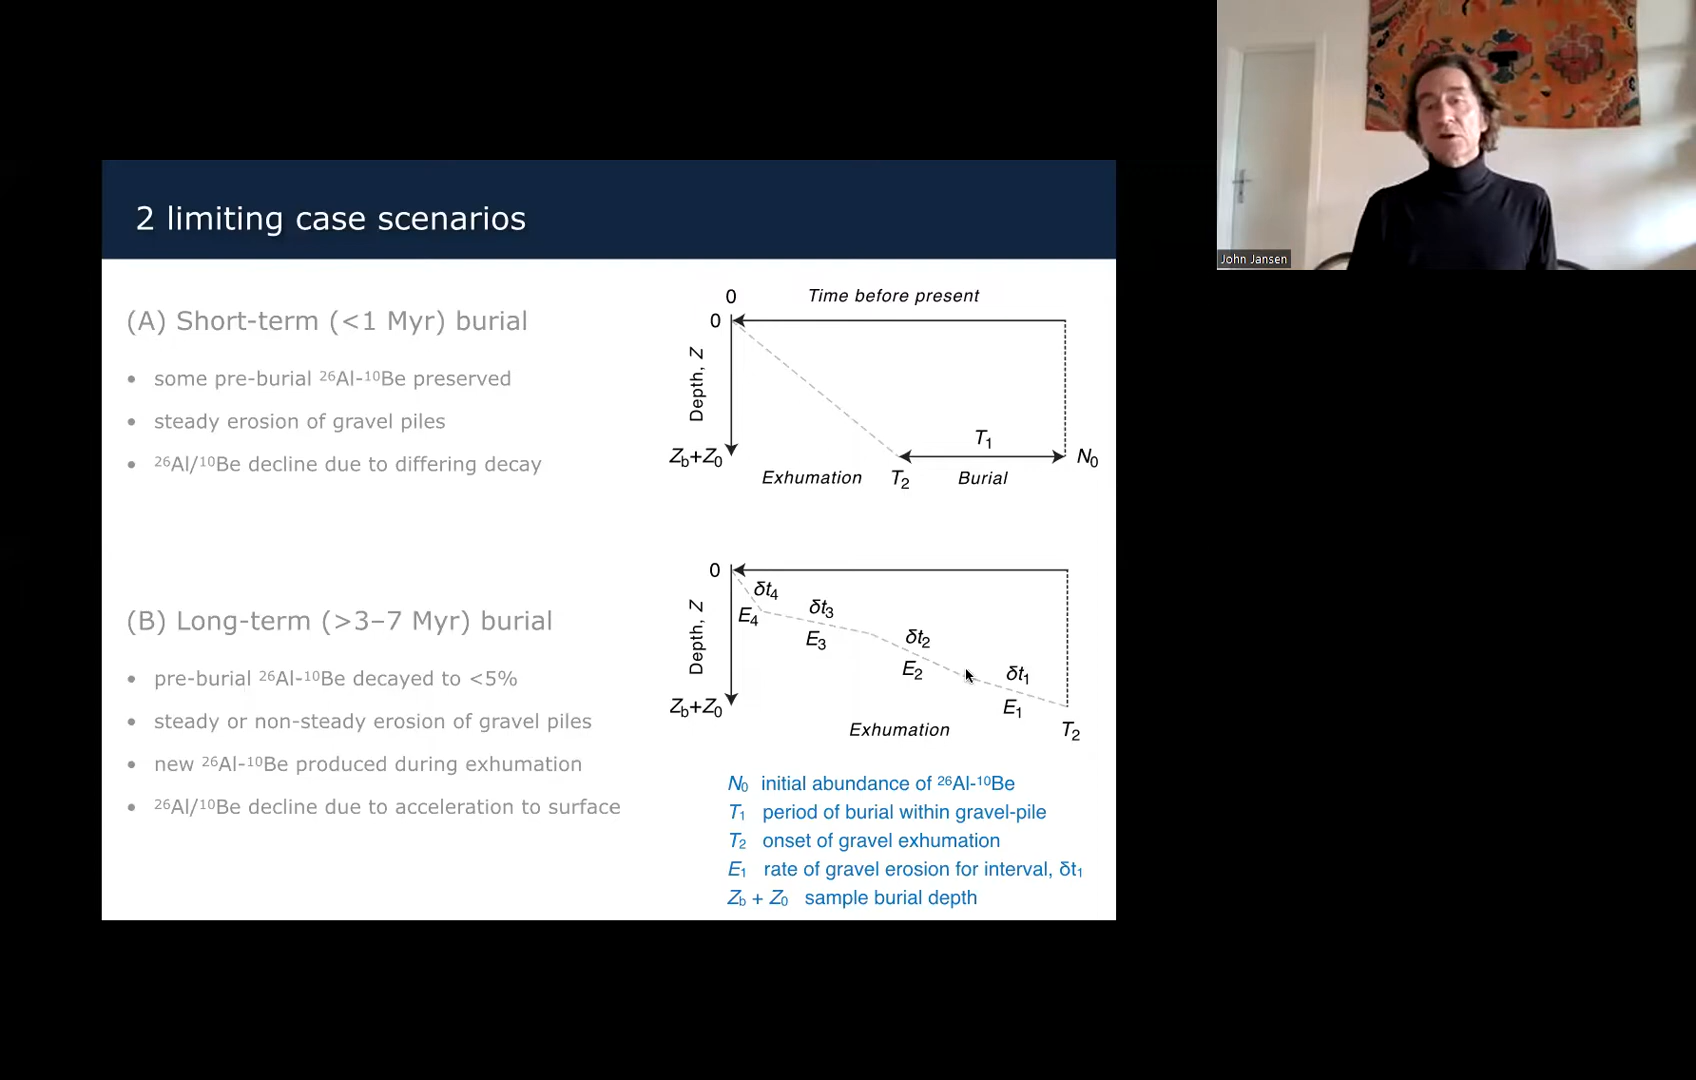 John Jansen
2 limiting case scenarios
(A) Short-term (<1 Myr) burial
• some pre-burial ²⁶Al-¹⁰Be preserved
• steady erosion of gravel piles
• ²⁶Al/¹⁰Be decline due to differing decay
0
Time before present
0
Depth, Z
Zb+Z0
T1
N0
Exhumation
T2
Burial
(B) Long-term (>3–7 Myr) burial
• pre-burial ²⁶Al-¹⁰Be decayed to <5%
• steady or non-steady erosion of gravel piles
• new ²⁶Al-¹⁰Be produced during exhumation
• ²⁶Al/¹⁰Be decline due to acceleration to surface
0
Depth, Z
Zb+Z0
δt4
E4
δt3
E3
δt2
E2
δt1
E1
Exhumation
T2
N0 initial abundance of ²⁶Al-¹⁰Be
T1 period of burial within gravel-pile
T2 onset of gravel exhumation
E1 rate of gravel erosion for interval, δt1
Zb + Z0 sample burial depth